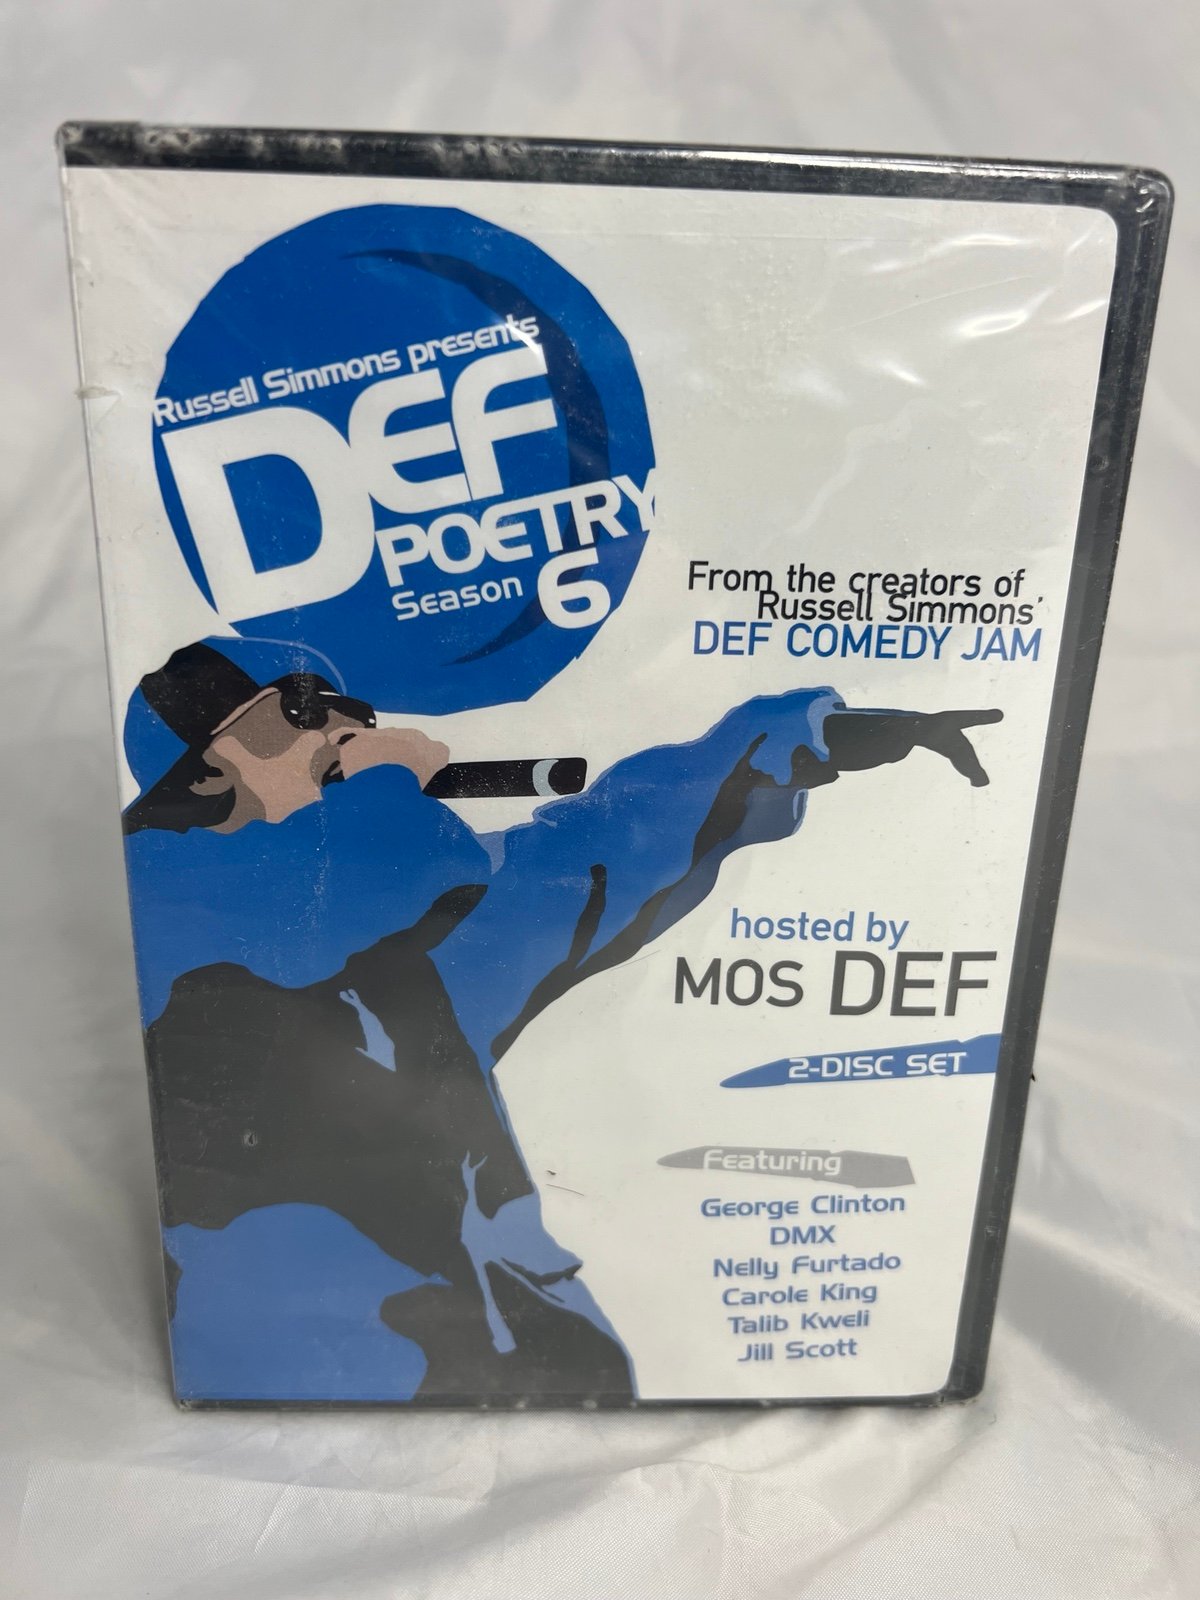 Russell Simmons presents
DEF
POETRY
Season 6
From the creators of
Russell Simmons'
DEF COMEDY JAM
hosted by
MOS DEF
2-DISC SET
Featuring
George Clinton
DMX
Nelly Furtado
Carole King
Talib Kweli
Jill Scott